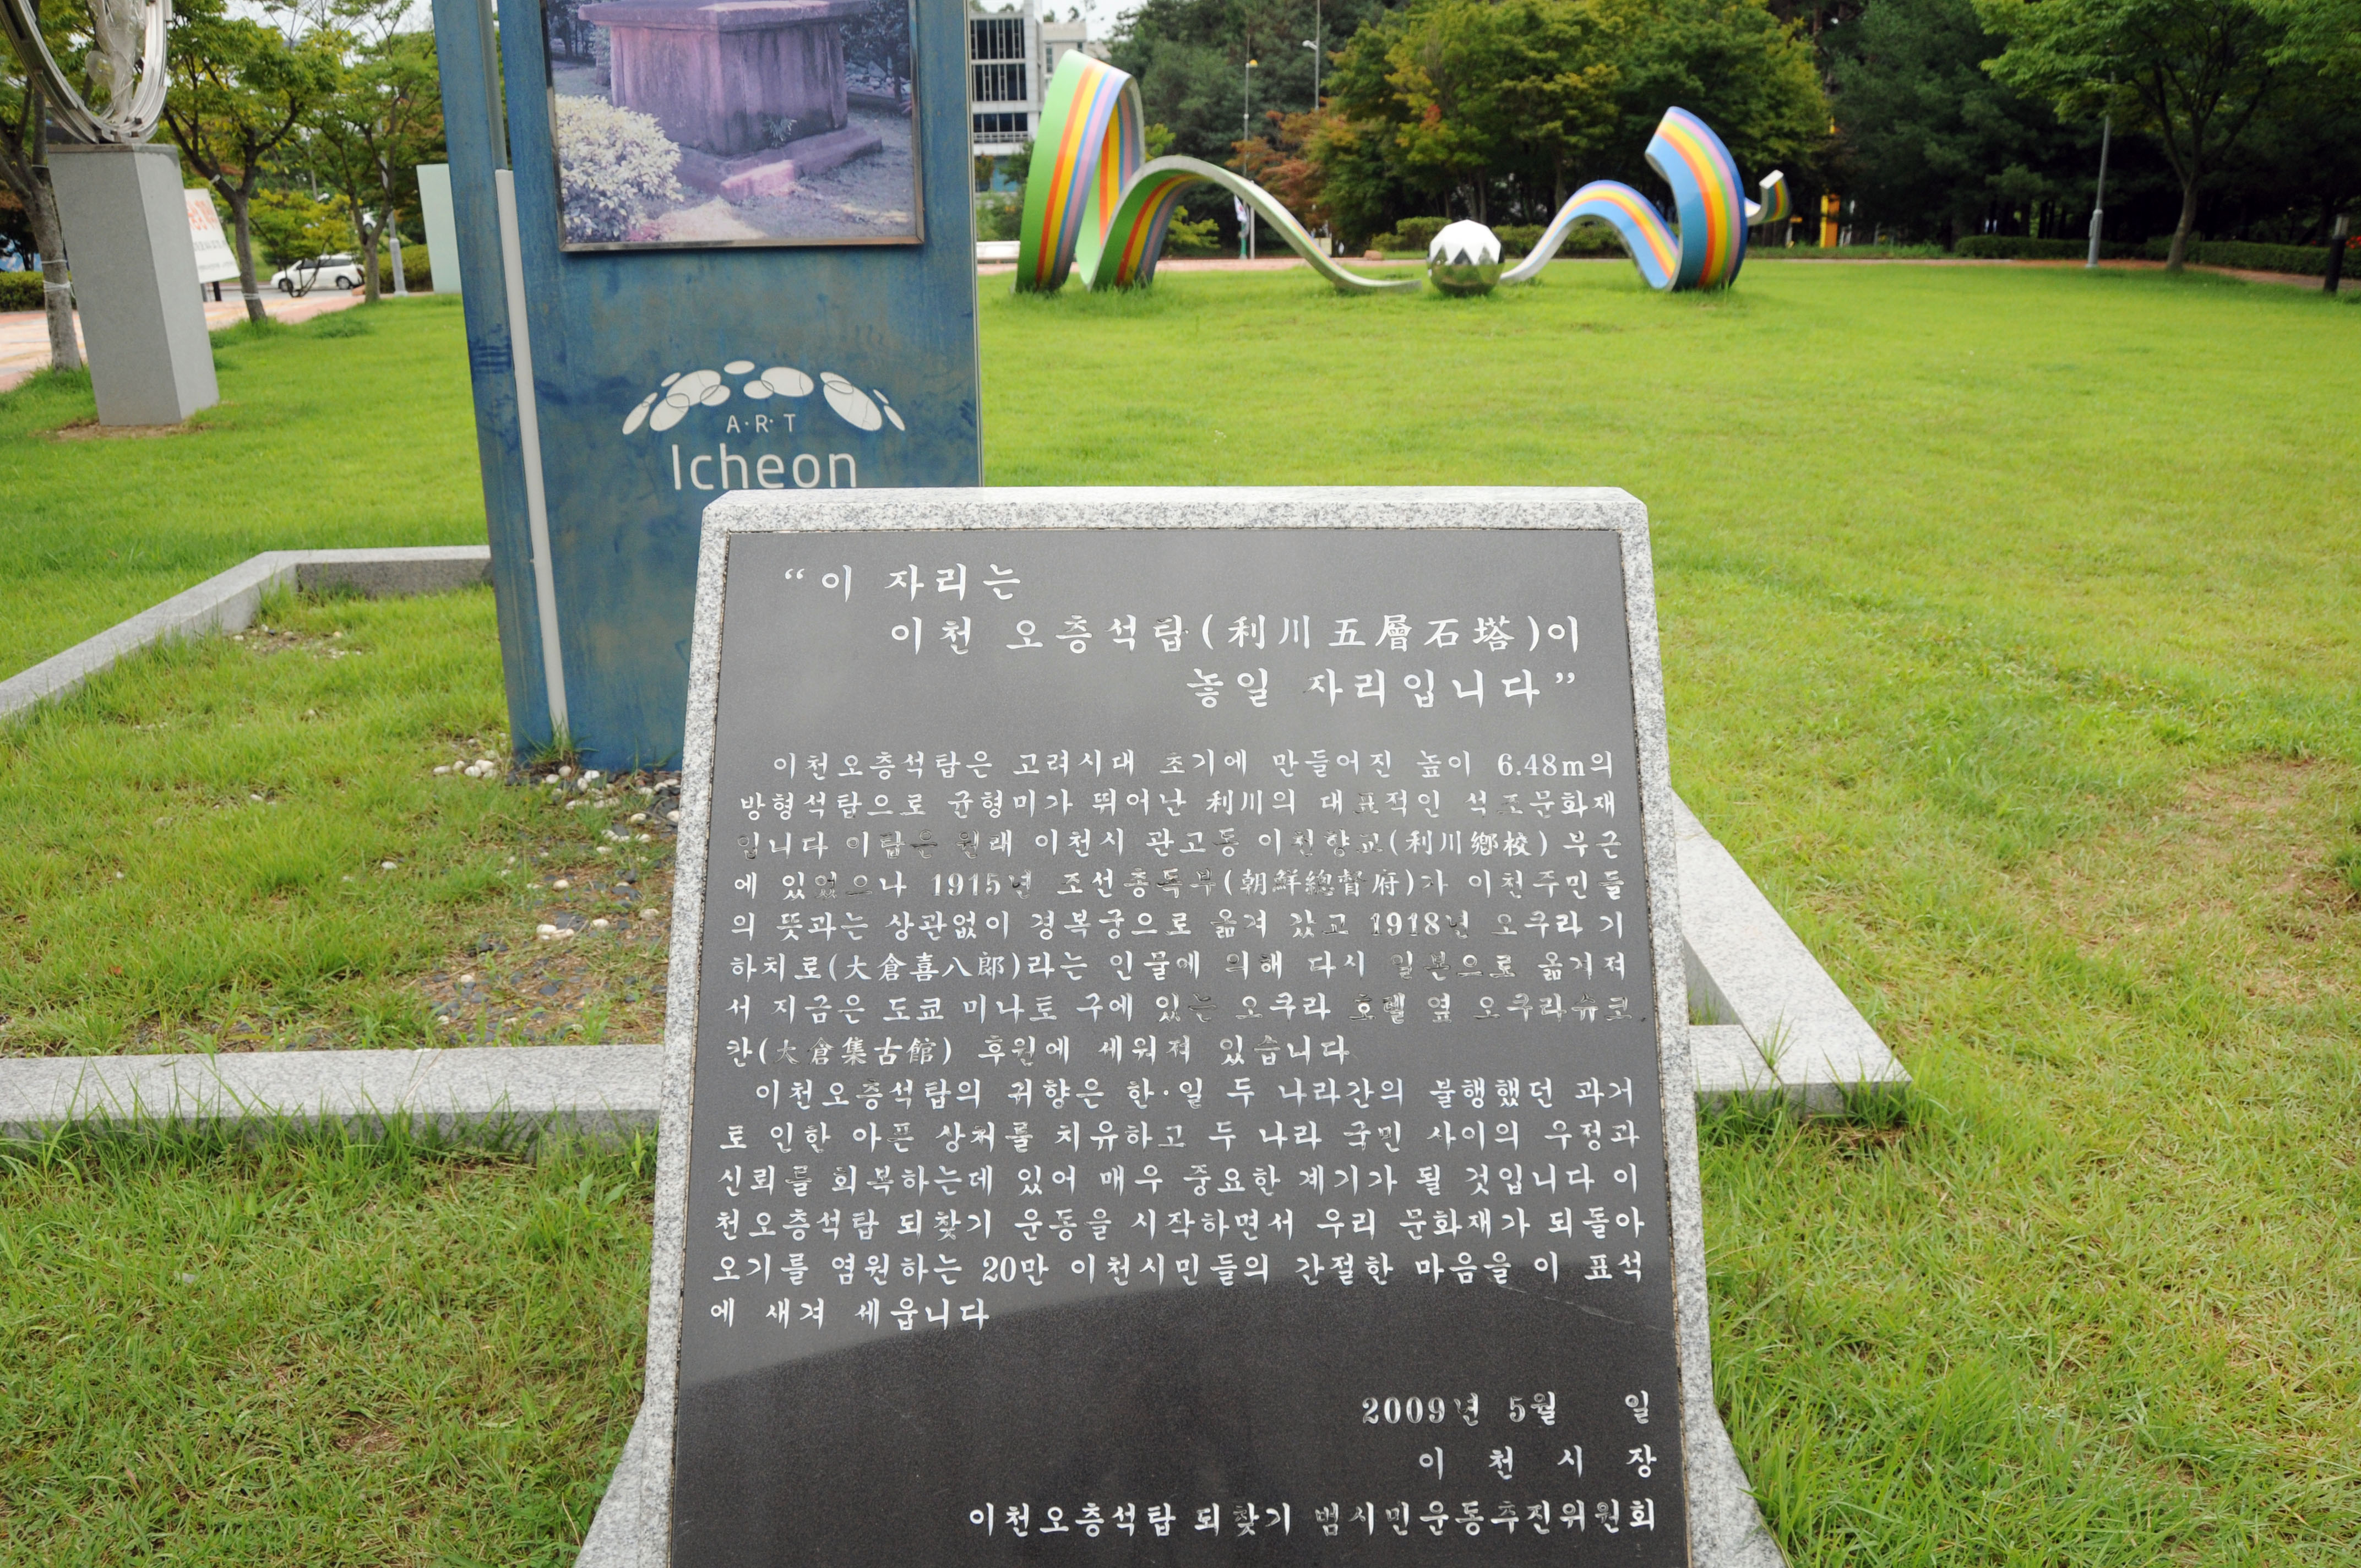 A·R·T
Icheon
“이 자리는
이천 오층석탑(利川五層石塔)이
놓일 자리입니다”
이천오층석탑은 고려시대 초기에 만들어진 높이 6.48m의
방형석탑으로 균형미가 뛰어난 利川의 대표적인 석조문화재
입니다 이탑은 원래 이천시 관고동 이천향교(利川鄕校) 부근
에 있었으나 1915년 조선총독부(朝鮮總督府)가 이천주민들
의 뜻과는 상관없이 경복궁으로 옮겨 갔고 1918년 오쿠라 기
하치로(大倉喜八郎)라는 인물에 의해 다시 일본으로 옮겨져
서 지금은 도쿄 미나토 구에 있는 오쿠라 호텔 옆 오쿠라슈코
칸(大倉集古館) 후원에 세워져 있습니다
이천오층석탑의 귀향은 한·일 두 나라간의 불행했던 과거
로 인한 아픈 상처를 치유하고 두 나라 국민 사이의 우정과
신뢰를 회복하는데 있어 매우 중요한 계기가 될 것입니다 이
천오층석탑 되찾기 운동을 시작하면서 우리 문화재가 되돌아
오기를 염원하는 20만 이천시민들의 간절한 마음을 이 표석
에 새겨 세웁니다
2009년 5월 일
이 천 시 장
이천오층석탑 되찾기 범시민운동추진위원회